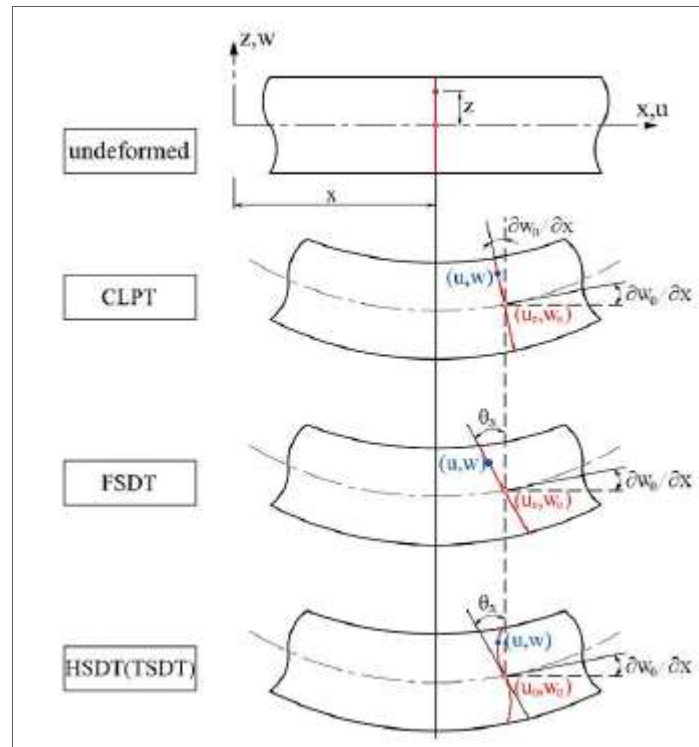 z,w
z
x,u
undeformed
x
∂w₀/∂x
CLPT
(u,w)
∂w₀/∂x
(u₀,w₀)
θₓ
FSDT
(u,w)
∂w₀/∂x
(u₀,w₀)
θₓ
HSDT(TSDT)
(u,w)
∂w₀/∂x
(u₀,w₀)